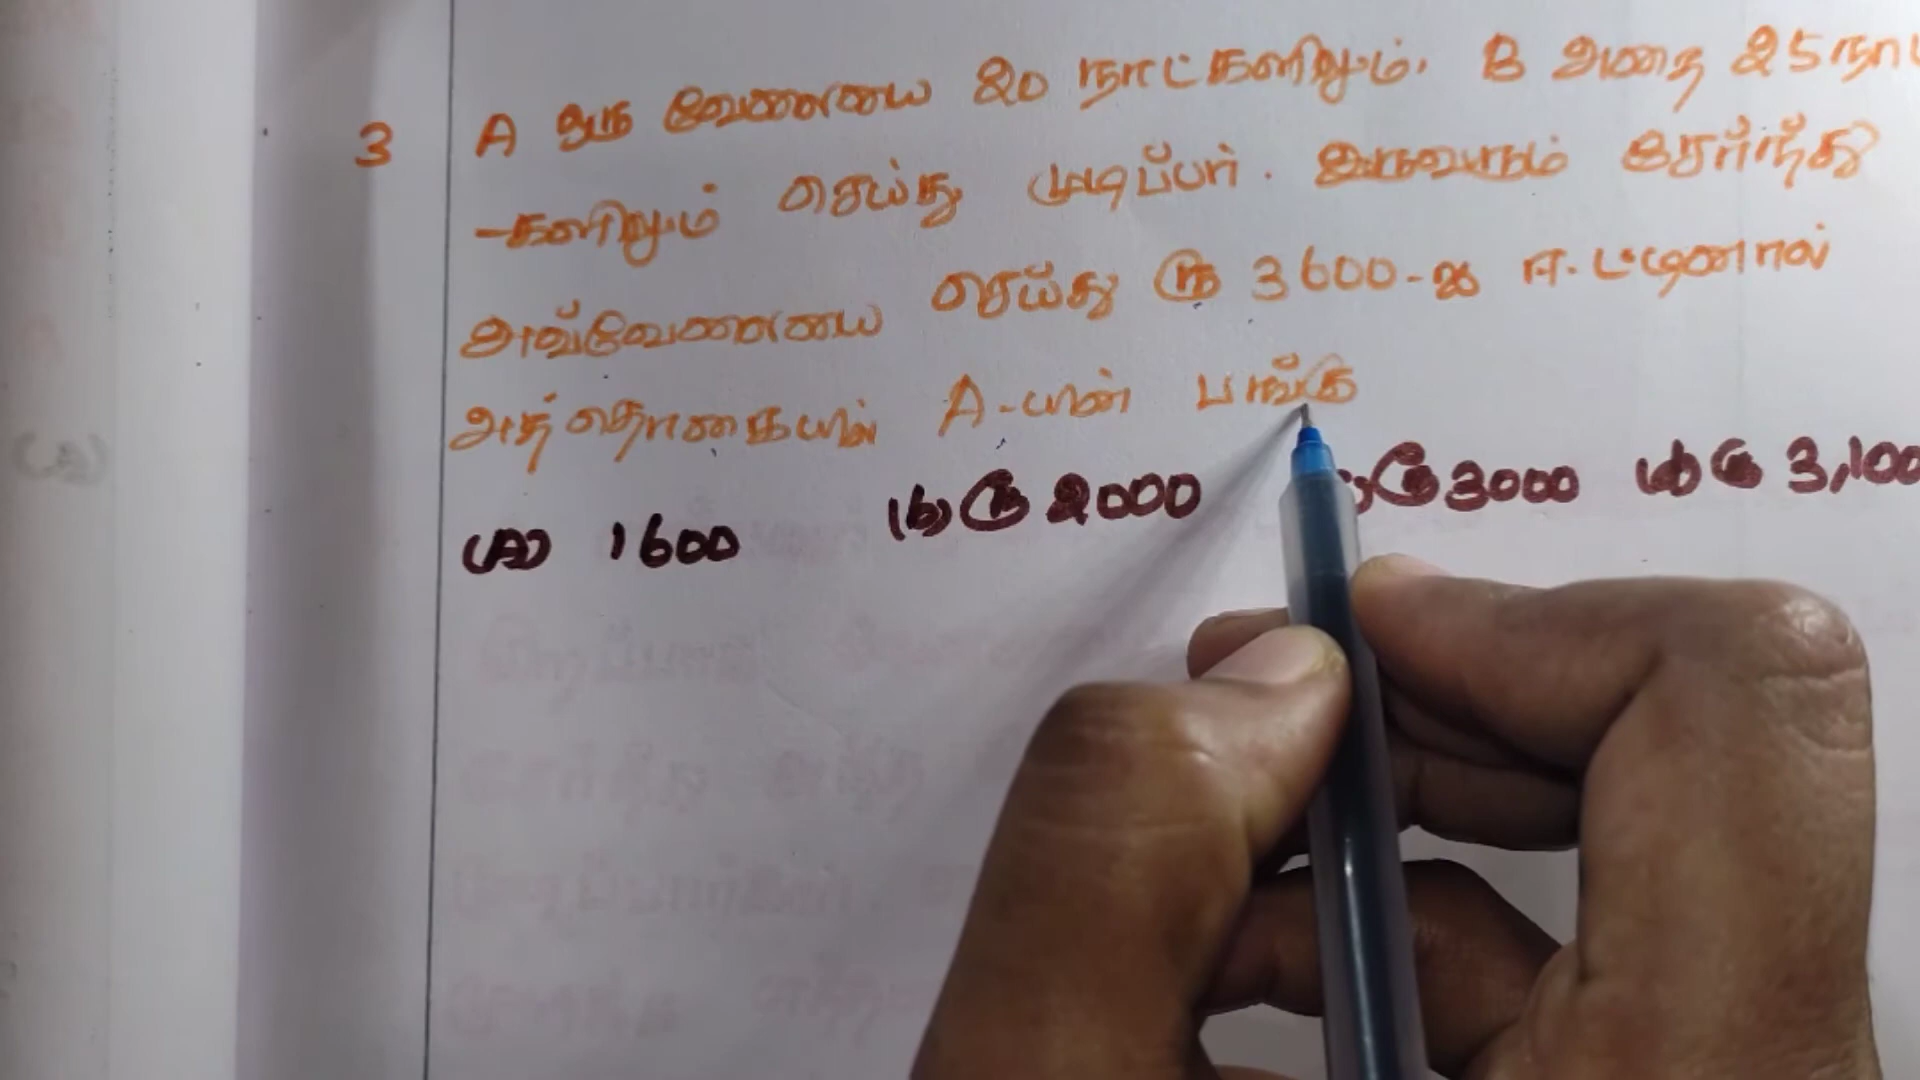 3 A ஒரு வேலையை 20 நாட்களிலும், B அதை 25 நாட்
-களிலும் செய்து முடிப்பர். இருவரும் சேர்ந்து
அவ்வேலையை செய்து ரூ 3600-ஐ ஈட்டினால்
அத்தொகையில் A-யின் பங்கு
(A) 1600 (b) ரூ 2000 ரூ 3000 (d) ரூ 3,100